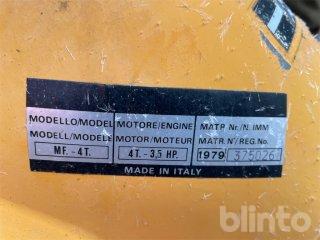 MODELLO/MODEL MOTORE/ENGINE MATR. Nr./N. IMM
MODELL/MODELE MOTOR/MOTEUR MATR. N°/REG. No.
MF.-4T. 4T.-3,5 HP. 1979 375026
MADE IN ITALY
blinto